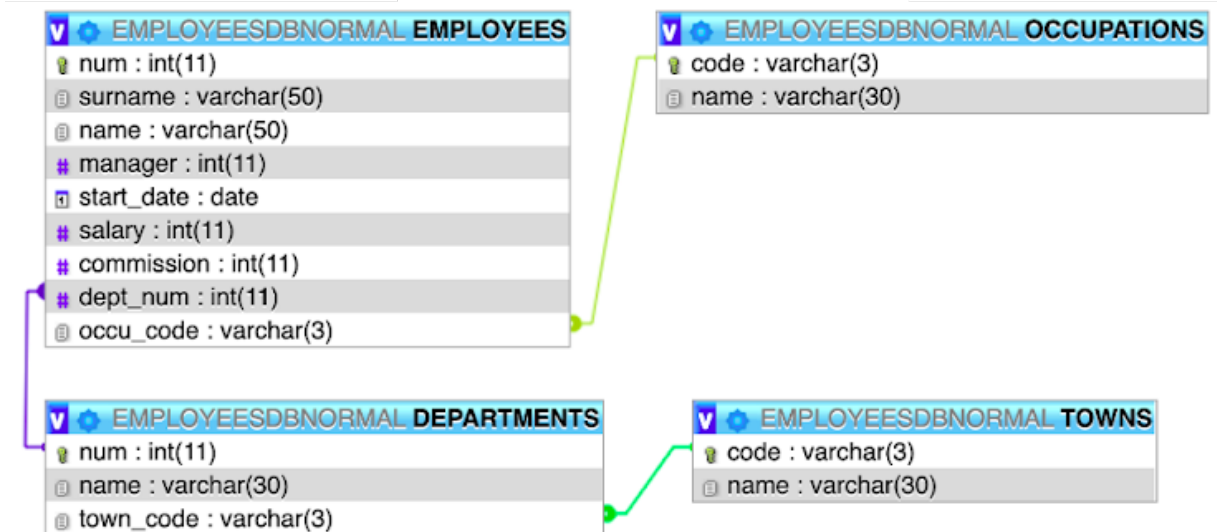 EMPLOYEESDBNORMAL EMPLOYEES
num : int(11)
surname : varchar(50)
name : varchar(50)
manager : int(11)
start_date : date
salary : int(11)
commission : int(11)
dept_num : int(11)
occu_code : varchar(3)
EMPLOYEESDBNORMAL OCCUPATIONS
code : varchar(3)
name : varchar(30)
EMPLOYEESDBNORMAL DEPARTMENTS
num : int(11)
name : varchar(30)
town_code : varchar(3)
EMPLOYEESDBNORMAL TOWNS
code : varchar(3)
name : varchar(30)